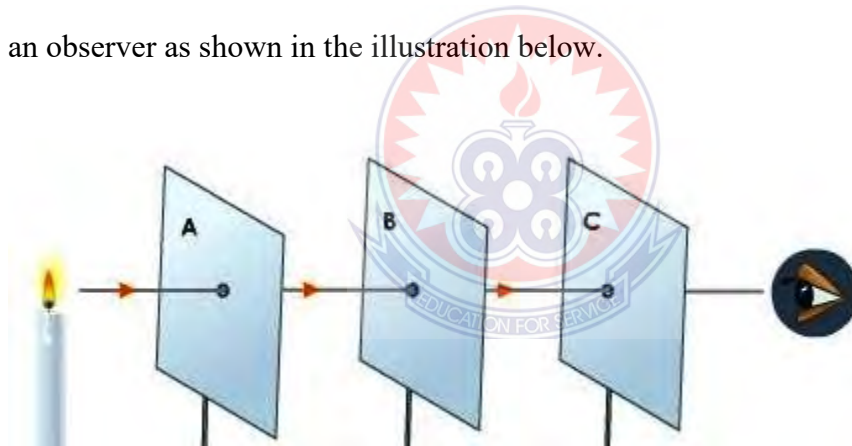 an observer as shown in the illustration below.
A
B
C
EDUCATION FOR SERVICE